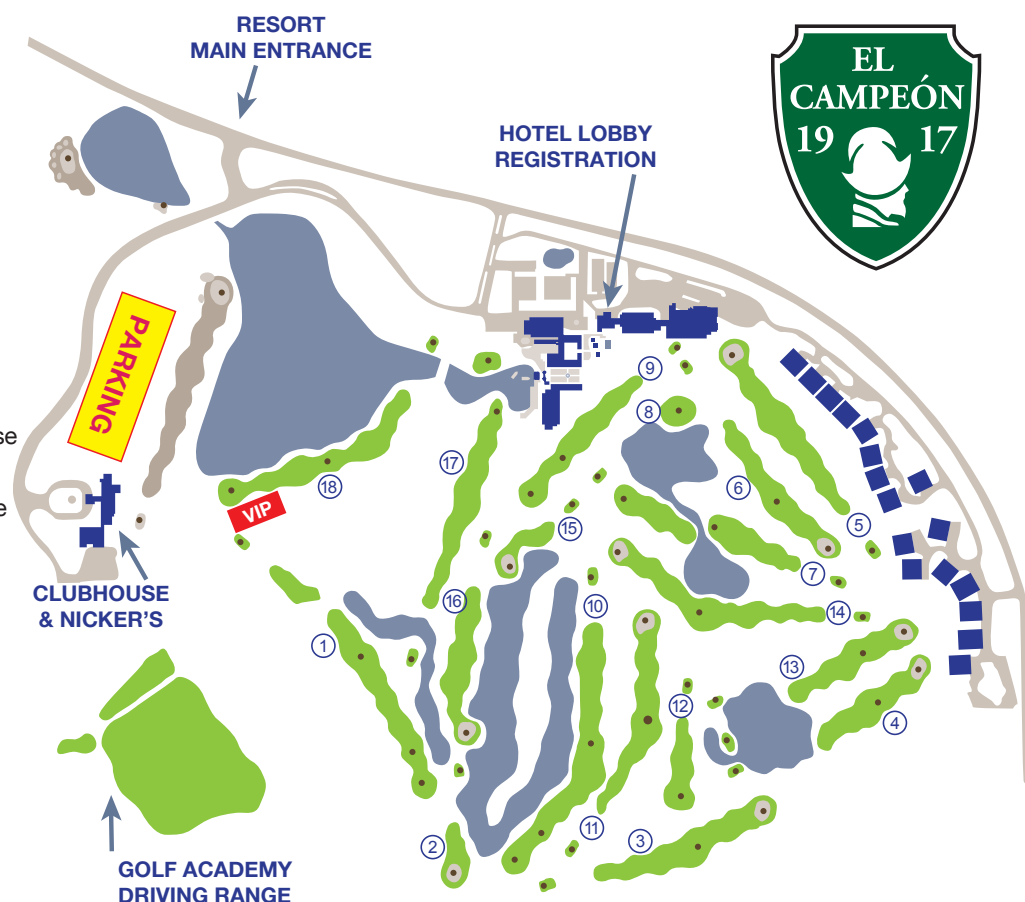 RESORT
MAIN ENTRANCE
EL
CAMPEÓN
19 17
HOTEL LOBBY
REGISTRATION
PARKING
9
8
17
18
6
se
VIP
15
5
e
7
CLUBHOUSE
& NICKER'S
16
10
14
1
13
12
4
11
2
3
GOLF ACADEMY
DRIVING RANGE